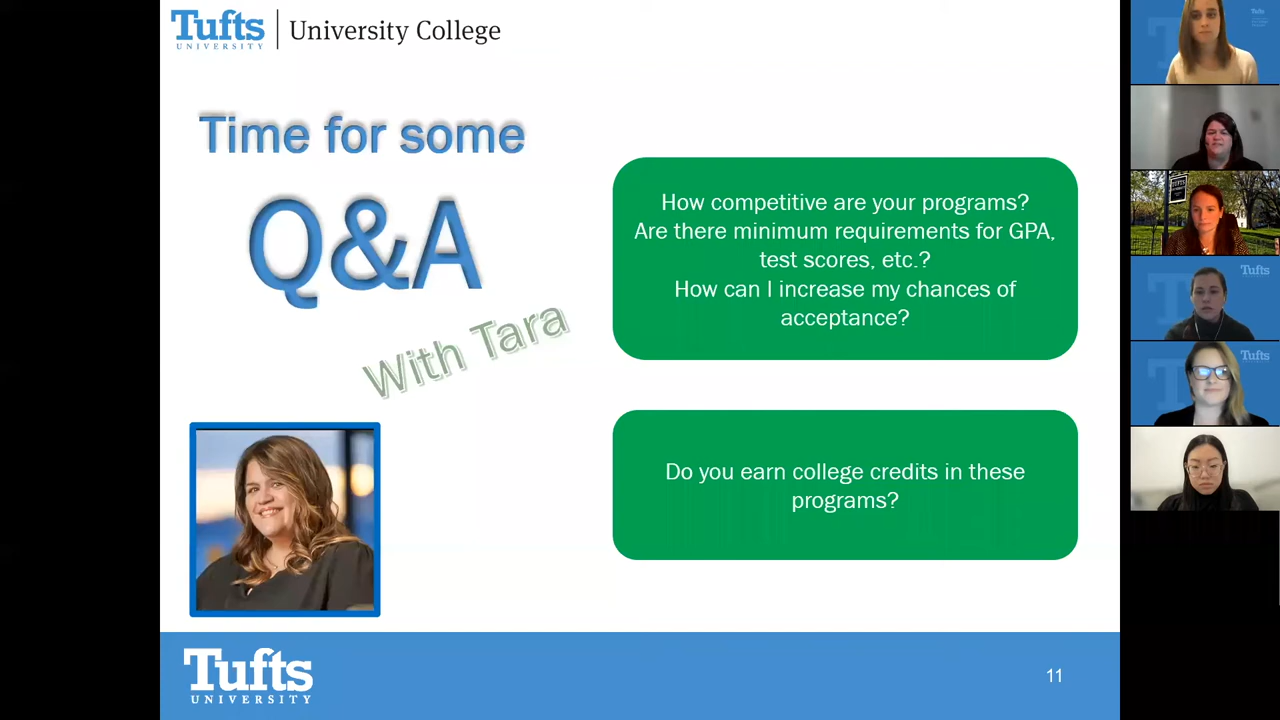 Tufts
UNIVERSITY
University College
Time for some
Q&A
With Tara
How competitive are your programs?
Are there minimum requirements for GPA,
test scores, etc.?
How can I increase my chances of
acceptance?
Do you earn college credits in these
programs?
Tufts
UNIVERSITY
11
Tufts
TUFTS
Tufts
Tufts